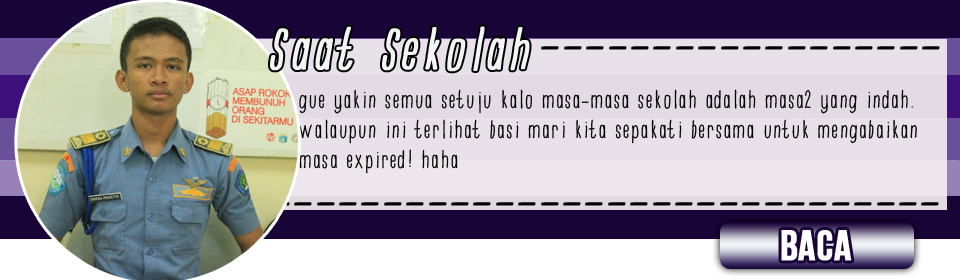 Saat Sekolah
ASAP ROKOK
MEMBUNUH
ORANG
DI SEKITARMU
gue yakin semua setuju kalo masa-masa sekolah adalah masa2 yang indah.
walaupun ini terlihat basi mari kita sepakati bersama untuk mengabaikan
masa expired! haha
BACA